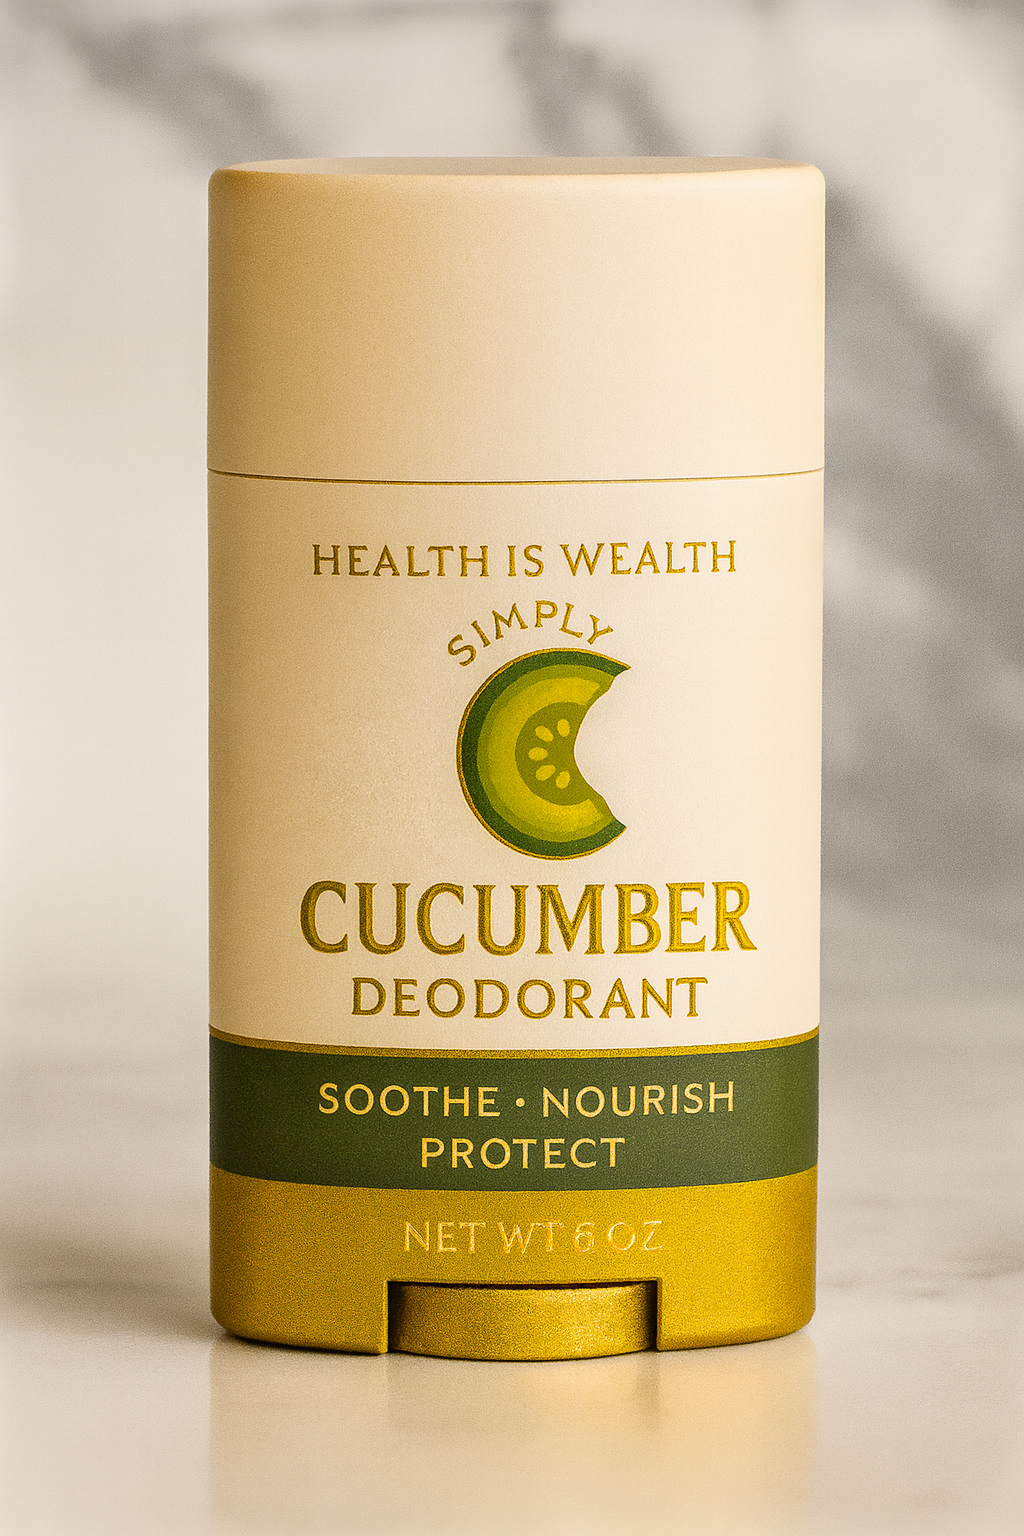 HEALTH IS WEALTH
SIMPLY
CUCUMBER
DEODORANT
SOOTHE • NOURISH
PROTECT
NET WT 6 OZ